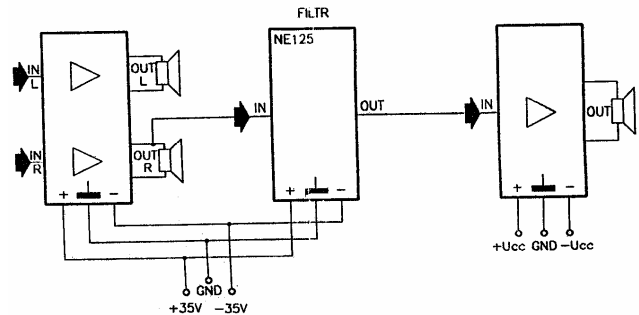 FILTR
NE125
IN
L
OUT
L
IN
OUT
IN
OUT
IN
R
OUT
R
+ -
+ -
+ -
+Ucc GND -Ucc
GND
+35V -35V